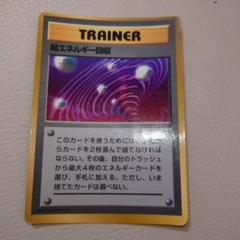 TRAINER
超エネルギー回収
このカードを使うためには、
らカードを2枚選んで捨てなければ
ならない。その後、自分のトラッシュ
から最大4枚のエネルギーカードを
選び、手札に加える。ただし、いま
捨てたカードは選べない。